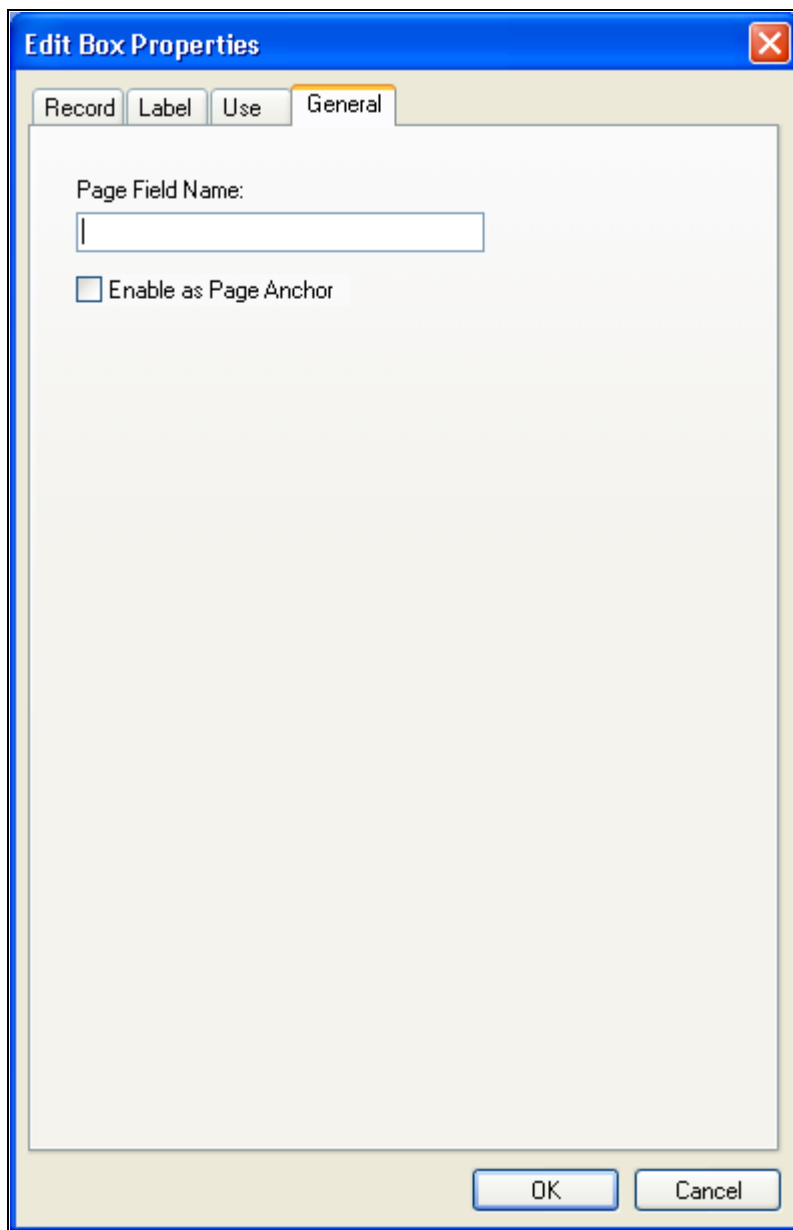 Edit Box Properties
Record Label Use General
Page Field Name:
Enable as Page Anchor
OK Cancel